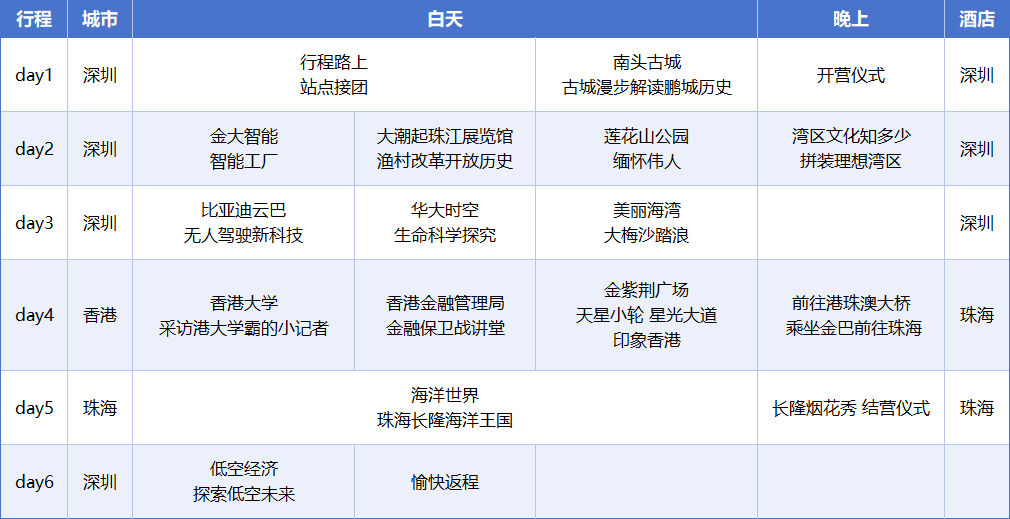 行程 城市 白天 晚上 酒店
day1 深圳
行程路上
站点接团
南头古城
古城漫步解读鹏城历史
开营仪式
深圳
day2 深圳
金大智能
智能工厂
大潮起珠江展览馆
渔村改革开放历史
莲花山公园
缅怀伟人
湾区文化知多少
拼装理想湾区
深圳
day3 深圳
比亚迪云巴
无人驾驶新科技
华大时空
生命科学探究
美丽海湾
大梅沙踏浪
深圳
day4 香港
香港大学
采访港大学霸的小记者
香港金融管理局
金融保卫战讲堂
金紫荆广场
天星小轮 星光大道
印象香港
前往港珠澳大桥
乘坐金巴前往珠海
珠海
day5 珠海
海洋世界
珠海长隆海洋王国
长隆烟花秀 结营仪式
珠海
day6 深圳
低空经济
探索低空未来
愉快返程